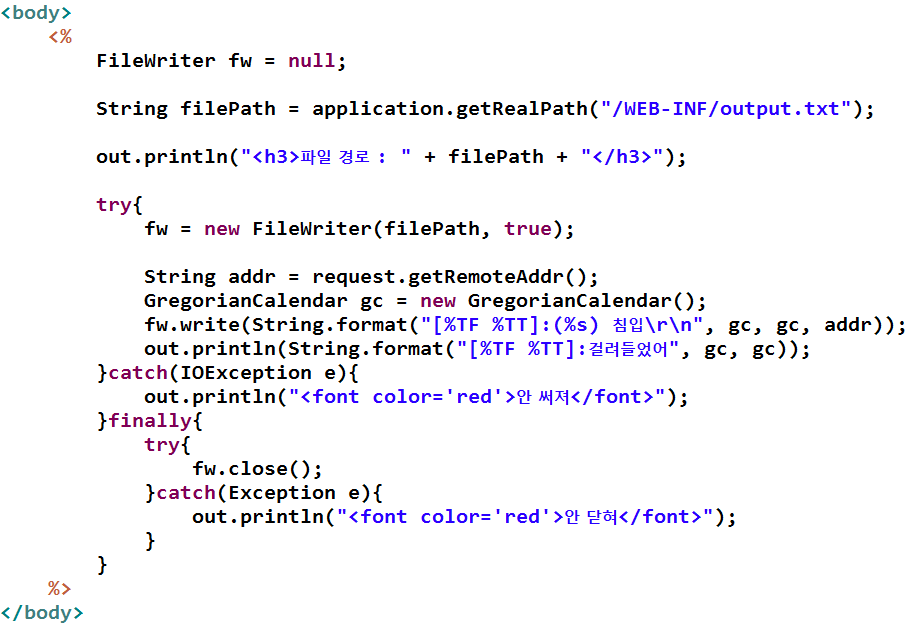 <body>
<%
FileWriter fw = null;
String filePath = application.getRealPath("/WEB-INF/output.txt");
out.println("<h3>파일 경로 : " + filePath + "</h3>");
try{
fw = new FileWriter(filePath, true);
String addr = request.getRemoteAddr();
GregorianCalendar gc = new GregorianCalendar();
fw.write(String.format("[%TF %TT]:(%s) 침입\r\n", gc, gc, addr));
out.println(String.format("[%TF %TT]:걸려들었어", gc, gc));
}catch(IOException e){
out.println("<font color='red'>안 써져</font>");
}finally{
try{
fw.close();
}catch(Exception e){
out.println("<font color='red'>안 닫혀</font>");
}
}
%>
</body>